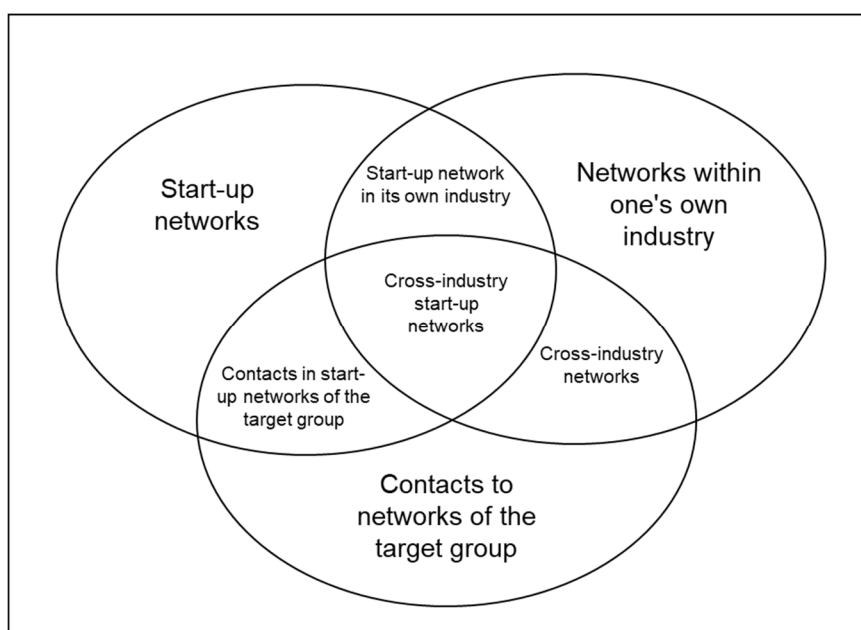 Start-up
networks
Start-up network
in its own industry
Networks within
one's own
industry
Cross-industry
start-up
networks
Cross-industry
networks
Contacts in start-
up networks of the
target group
Contacts to
networks of the
target group